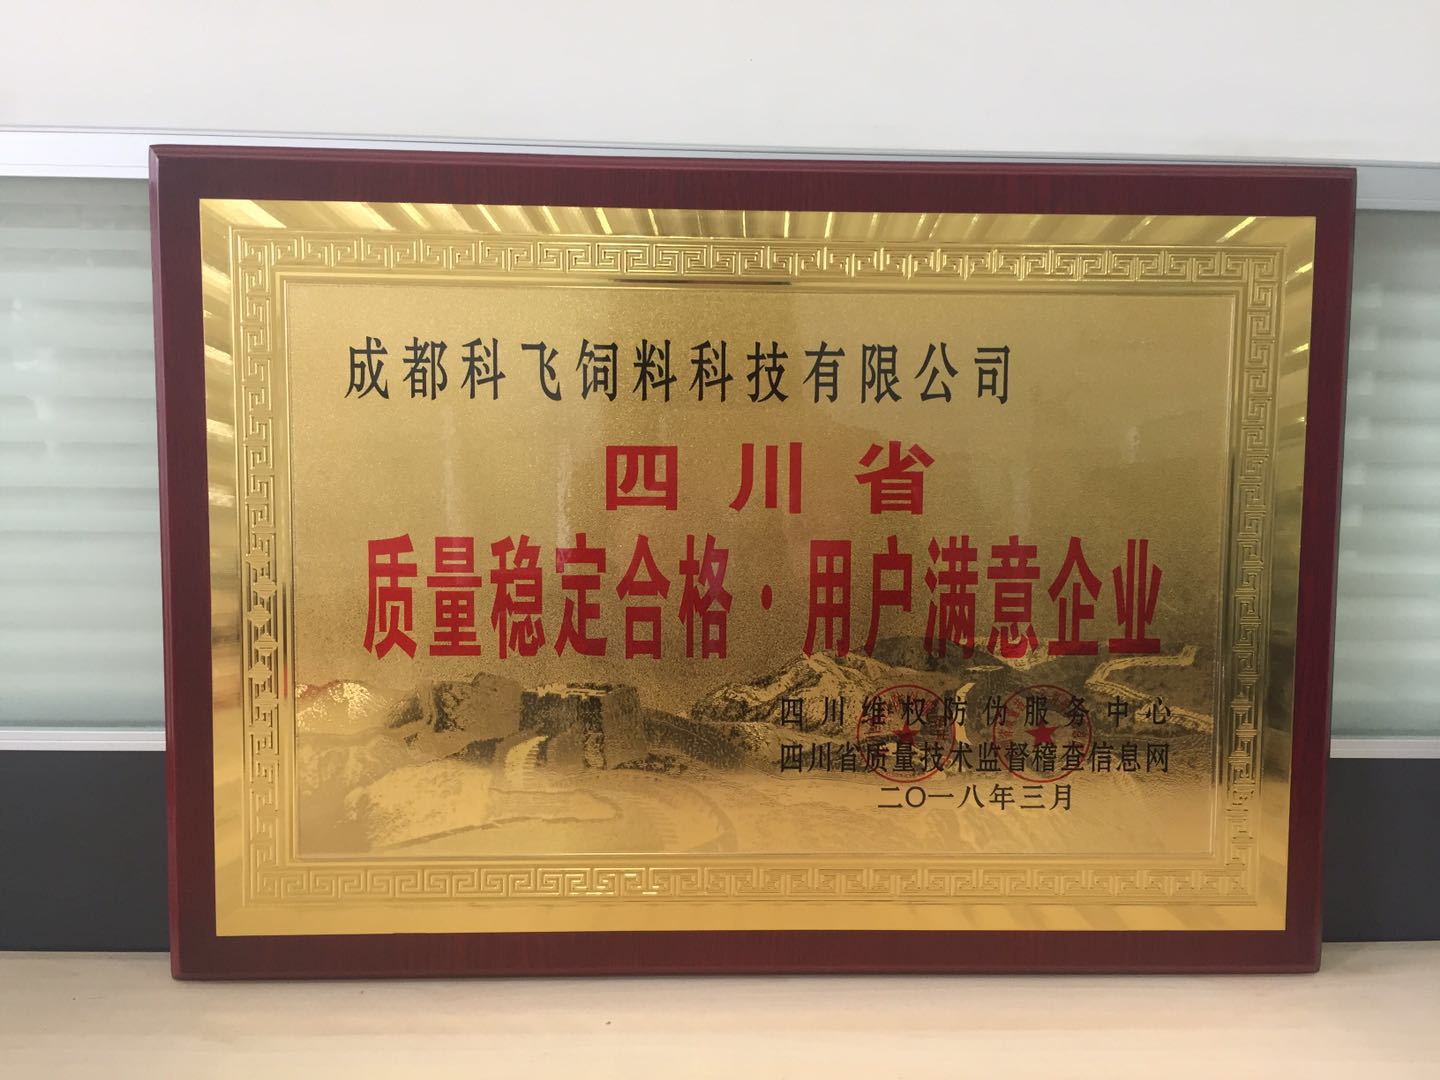 成都科飞饲料科技有限公司
四川省
质量稳定合格·用户满意企业
四川维权防伪服务中心
四川省质量技术监督稽查信息网
二〇一八年三月